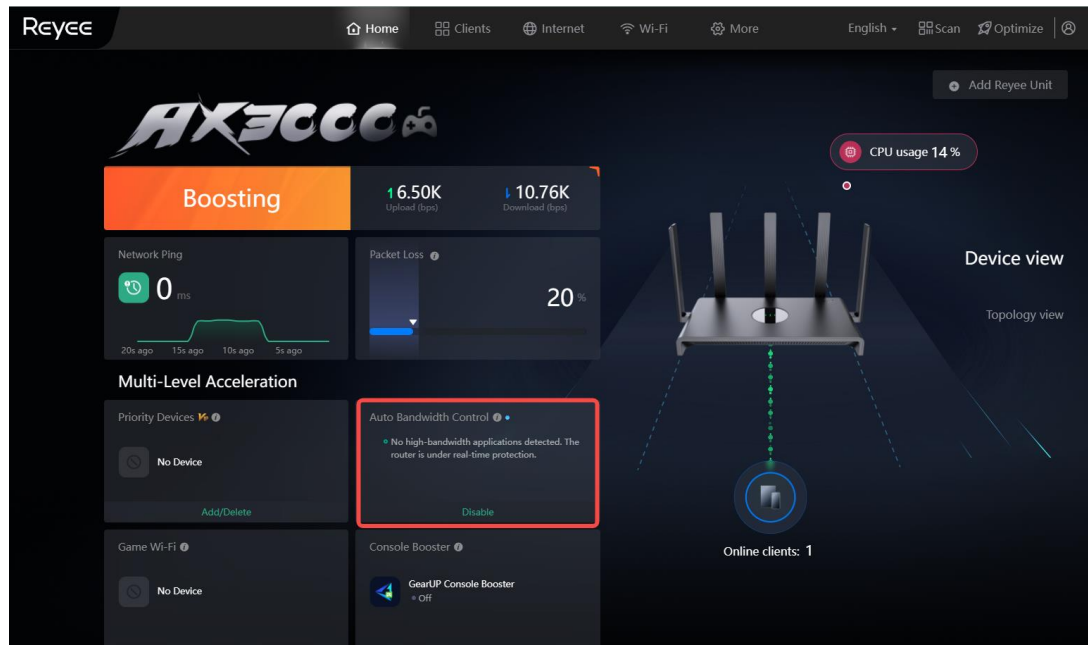 Reyee
Home
Clients
Internet
Wi-Fi
More
English
Scan
Optimize
Add Reyee Unit
AX3000
CPU usage 14 %
Boosting
16.50K
Upload (bps)
10.76K
Download (bps)
Network Ping
0 ms
20s ago 15s ago 10s ago 5s ago
Packet Loss
20 %
Device view
Topology view
Multi-Level Acceleration
Priority Devices
No Device
Add/Delete
Auto Bandwidth Control
No high-bandwidth applications detected. The
router is under real-time protection.
Disable
Game Wi-Fi
No Device
Console Booster
GearUP Console Booster
Off
Online clients: 1